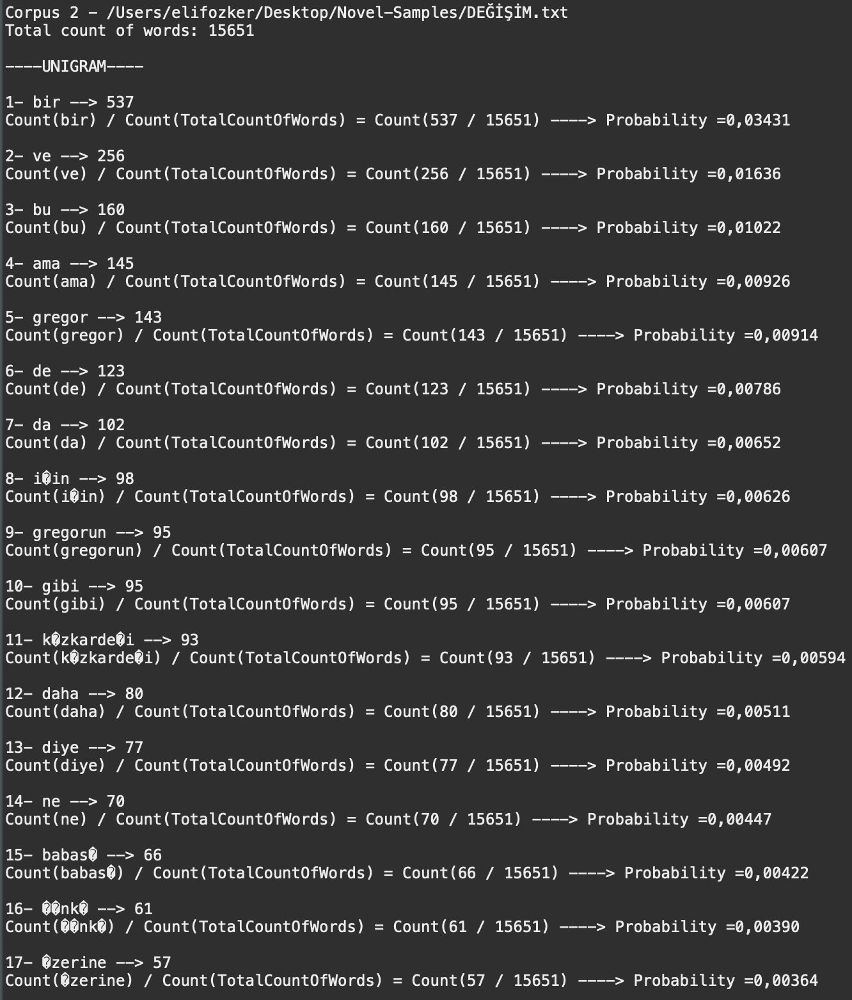 Corpus 2 - /Users/elifozker/Desktop/Novel-Samples/DEĞİŞİM.txt
Total count of words: 15651
----UNIGRAM----
1- bir --> 537
Count(bir) / Count(TotalCountOfWords) = Count(537 / 15651) ----> Probability =0,03431
2- ve --> 256
Count(ve) / Count(TotalCountOfWords) = Count(256 / 15651) ----> Probability =0,01636
3- bu --> 160
Count(bu) / Count(TotalCountOfWords) = Count(160 / 15651) ----> Probability =0,01022
4- ama --> 145
Count(ama) / Count(TotalCountOfWords) = Count(145 / 15651) ----> Probability =0,00926
5- gregor --> 143
Count(gregor) / Count(TotalCountOfWords) = Count(143 / 15651) ----> Probability =0,00914
6- de --> 123
Count(de) / Count(TotalCountOfWords) = Count(123 / 15651) ----> Probability =0,00786
7- da --> 102
Count(da) / Count(TotalCountOfWords) = Count(102 / 15651) ----> Probability =0,00652
8- i�in --> 98
Count(i�in) / Count(TotalCountOfWords) = Count(98 / 15651) ----> Probability =0,00626
9- gregorun --> 95
Count(gregorun) / Count(TotalCountOfWords) = Count(95 / 15651) ----> Probability =0,00607
10- gibi --> 95
Count(gibi) / Count(TotalCountOfWords) = Count(95 / 15651) ----> Probability =0,00607
11- k�zkarde�i --> 93
Count(k�zkarde�i) / Count(TotalCountOfWords) = Count(93 / 15651) ----> Probability =0,00594
12- daha --> 80
Count(daha) / Count(TotalCountOfWords) = Count(80 / 15651) ----> Probability =0,00511
13- diye --> 77
Count(diye) / Count(TotalCountOfWords) = Count(77 / 15651) ----> Probability =0,00492
14- ne --> 70
Count(ne) / Count(TotalCountOfWords) = Count(70 / 15651) ----> Probability =0,00447
15- babas� --> 66
Count(babas�) / Count(TotalCountOfWords) = Count(66 / 15651) ----> Probability =0,00422
16- ��nk� --> 61
Count(��nk�) / Count(TotalCountOfWords) = Count(61 / 15651) ----> Probability =0,00390
17- �zerine --> 57
Count(�zerine) / Count(TotalCountOfWords) = Count(57 / 15651) ----> Probability =0,00364